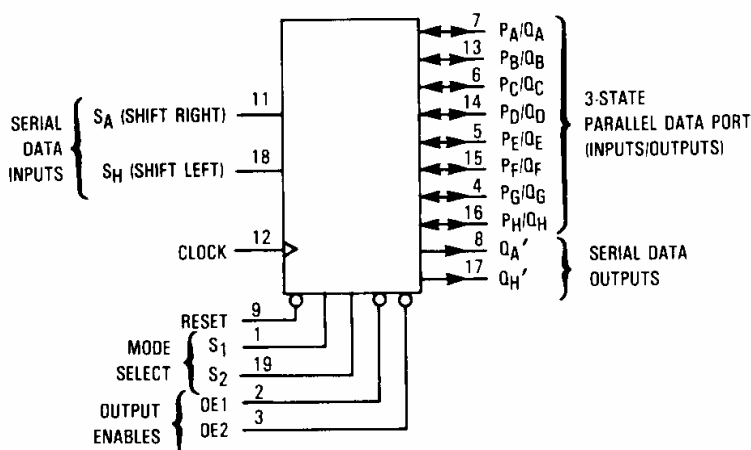 SERIAL
DATA
INPUTS
SA (SHIFT RIGHT)
11
SH (SHIFT LEFT)
18
CLOCK
12
7 PA/QA
13 PB/QB
6 PC/QC
14 PD/QD
5 PE/QE
15 PF/QF
4 PG/QG
16 PH/QH
3-STATE
PARALLEL DATA PORT
(INPUTS/OUTPUTS)
8 QA'
17 QH'
SERIAL DATA
OUTPUTS
RESET 9
MODE
SELECT
S1 1
S2 19
OUTPUT
ENABLES
OE1 2
OE2 3